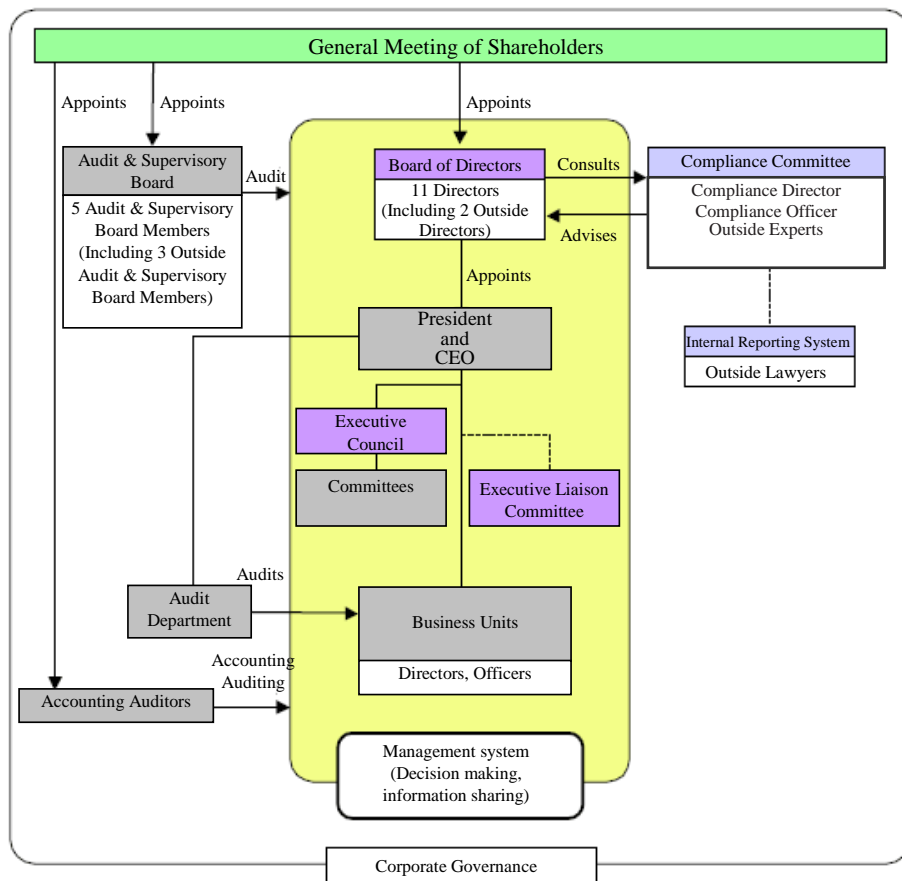 General Meeting of Shareholders
Appoints
Appoints
Appoints
Audit & Supervisory
Board
5 Audit & Supervisory
Board Members
(Including 3 Outside
Audit & Supervisory
Board Members)
Audit
Board of Directors
11 Directors
(Including 2 Outside
Directors)
Consults
Advises
Compliance Committee
Compliance Director
Compliance Officer
Outside Experts
Appoints
President
and
CEO
Internal Reporting System
Outside Lawyers
Executive
Council
Committees
Executive Liaison
Committee
Audits
Audit
Department
Business Units
Directors, Officers
Accounting
Auditing
Accounting Auditors
Management system
(Decision making,
information sharing)
Corporate Governance